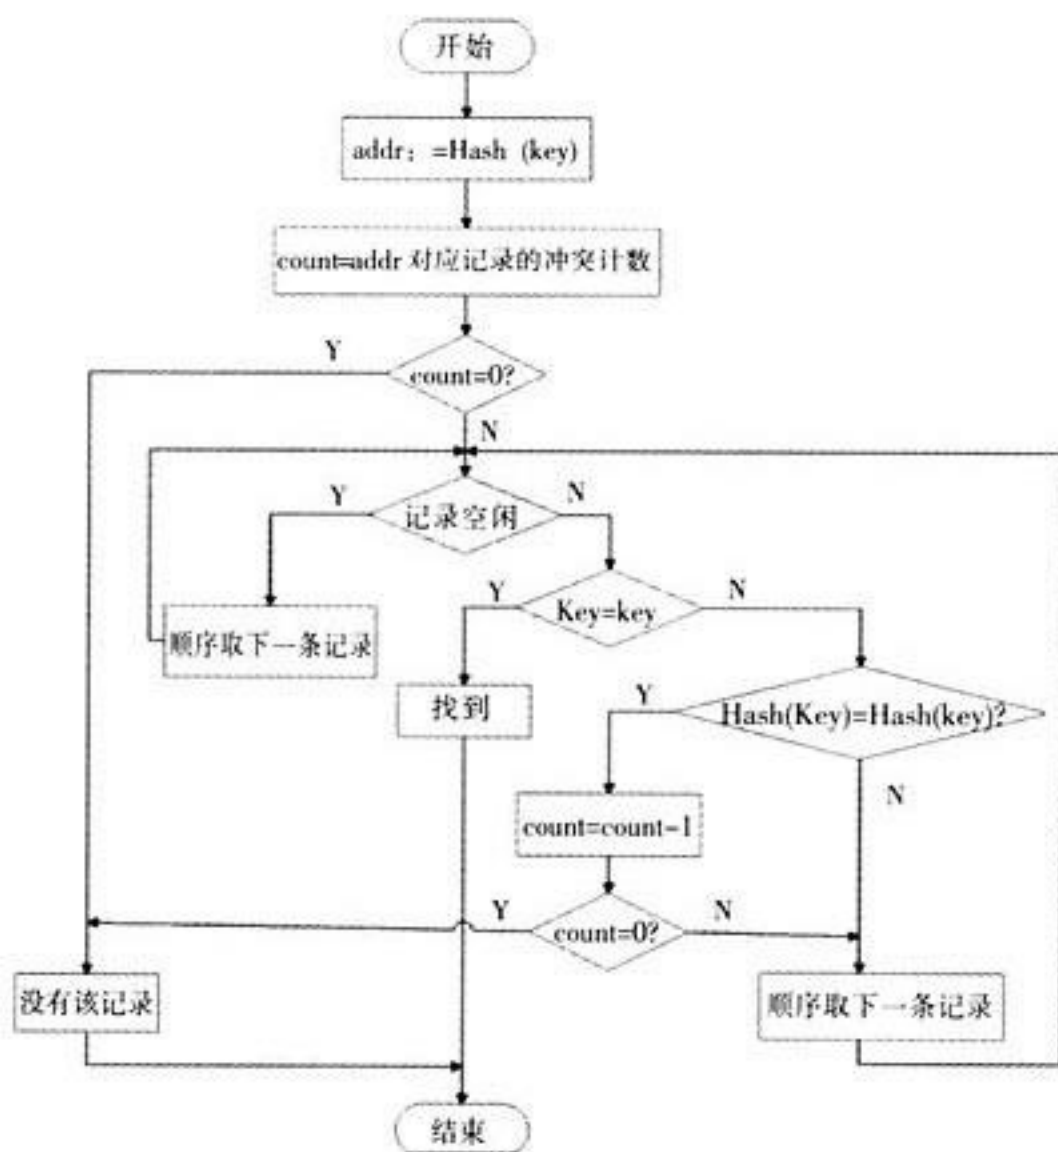 开始
addr：=Hash (key)
count=addr 对应记录的冲突计数
Y
count=0?
N
Y
记录空闲
N
Y
Key=key
N
顺序取下一条记录
找到
Y
Hash(Key)=Hash(key)?
N
count=count-1
Y
count=0?
N
没有该记录
顺序取下一条记录
结束